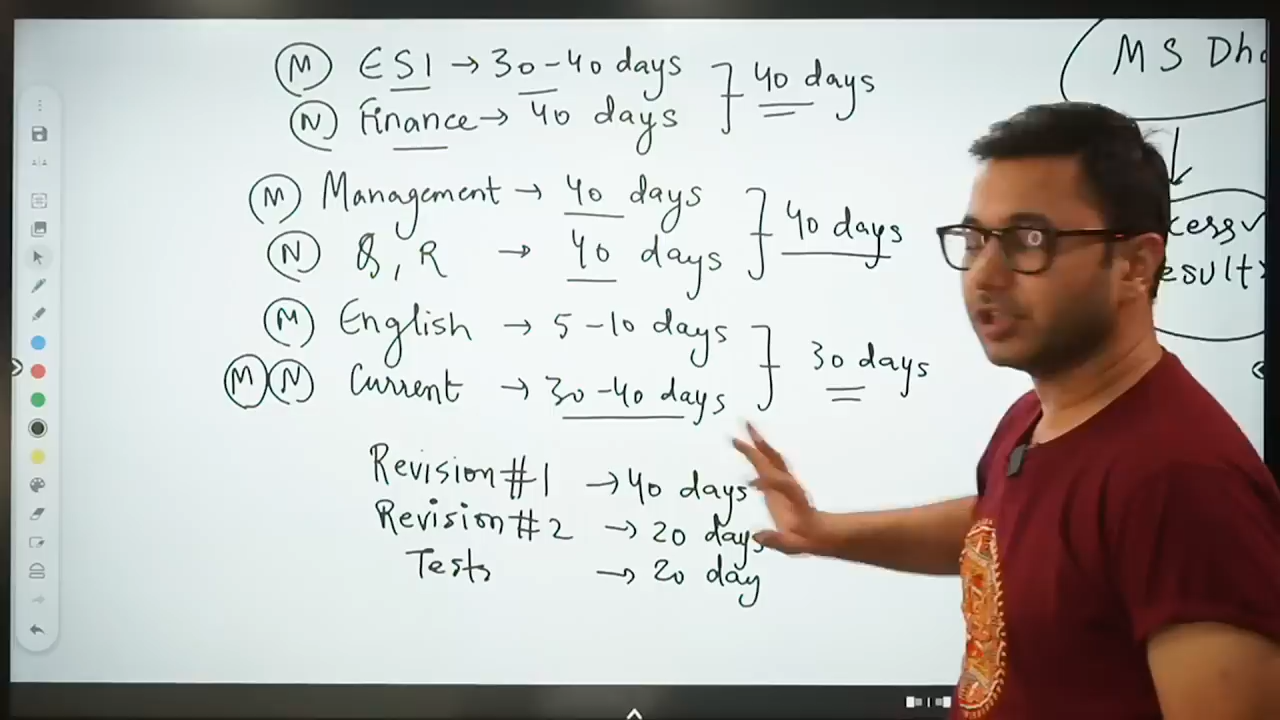 M ESI → 30-40 days
N Finance → 40 days
40 days
M Management → 40 days
N Q, R → 40 days
40 days
M English → 5-10 days
M N Current → 30-40 days
30 days
Revision #1 → 40 days
Revision #2 → 20 days
Tests → 20 day
MS Dho